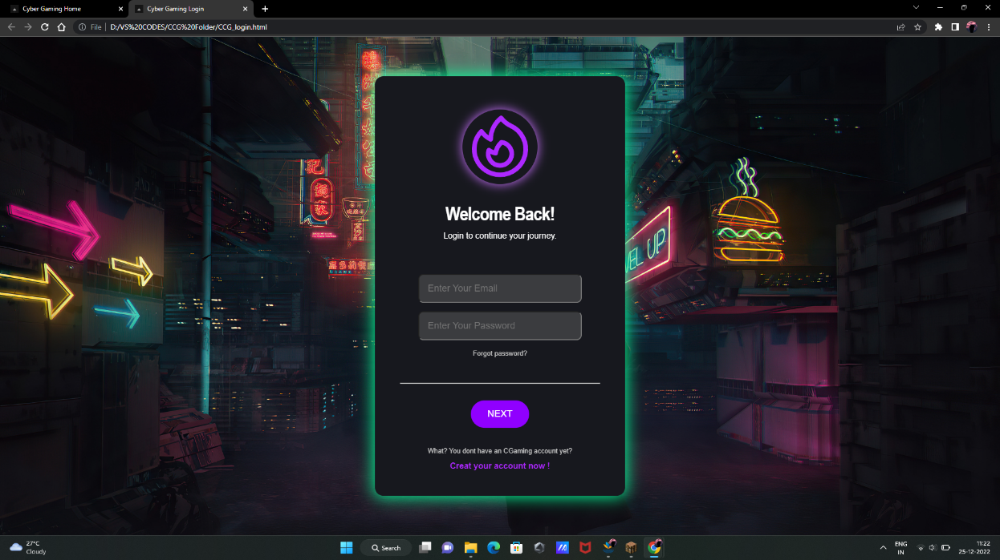 Cyber Gaming Home
Cyber Gaming Login
File
D:/VS%20CODES/CCG%20Folder/CCG_login.html
Welcome Back!
Login to continue your journey.
VEL UP
Enter Your Email
Enter Your Password
Forgot password?
NEXT
What? You dont have an CGaming account yet?
Creat your account now !
27°C
Cloudy
Search
ENG
IN
11:22
25-12-2022